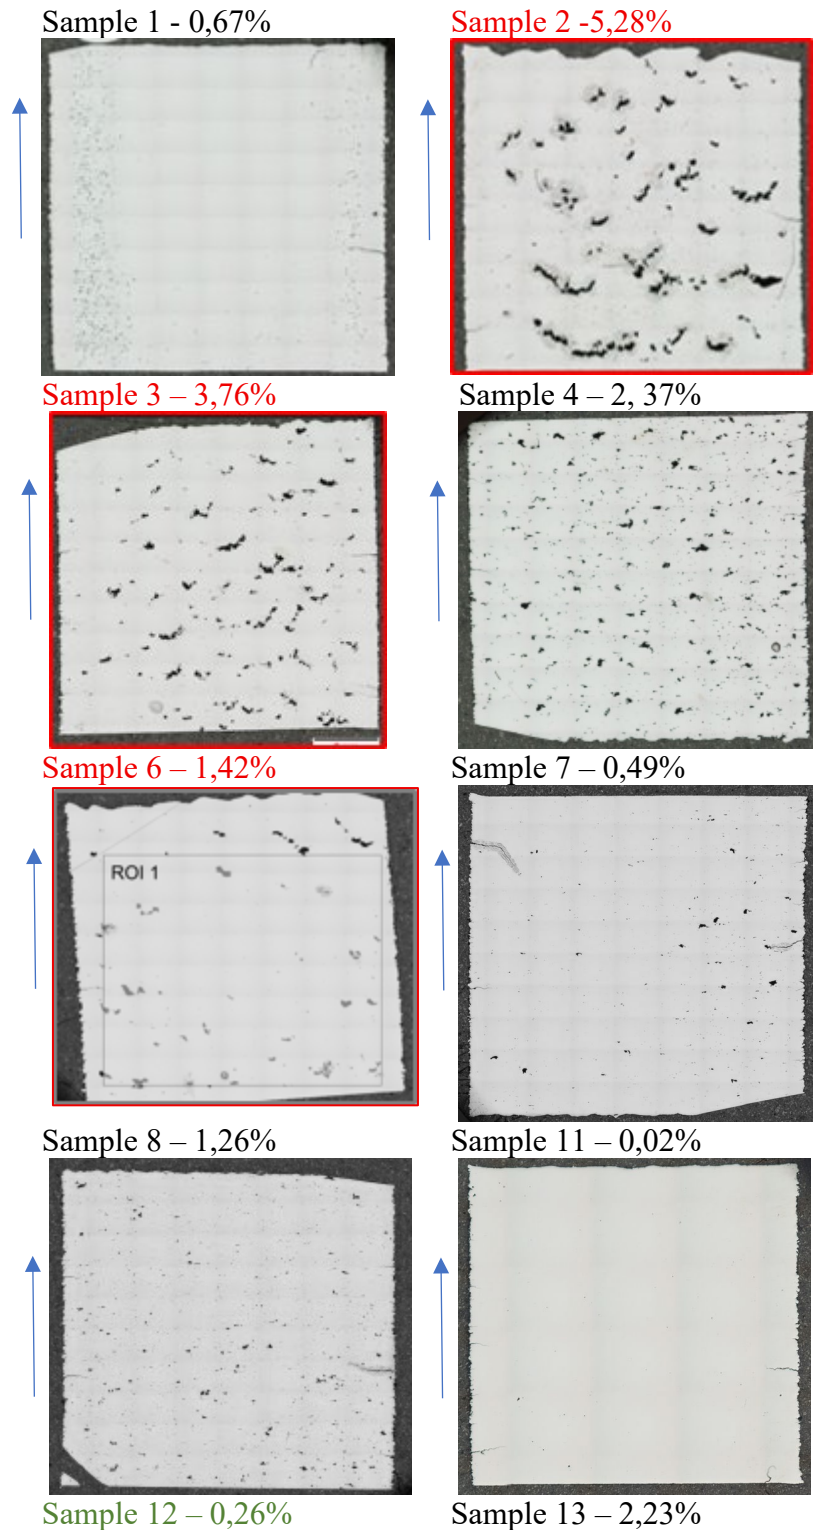 Sample 1 - 0,67%
Sample 2 -5,28%
Sample 3 – 3,76%
Sample 4 – 2, 37%
Sample 6 – 1,42%
Sample 7 – 0,49%
ROI 1
Sample 8 – 1,26%
Sample 11 – 0,02%
Sample 12 – 0,26%
Sample 13 – 2,23%